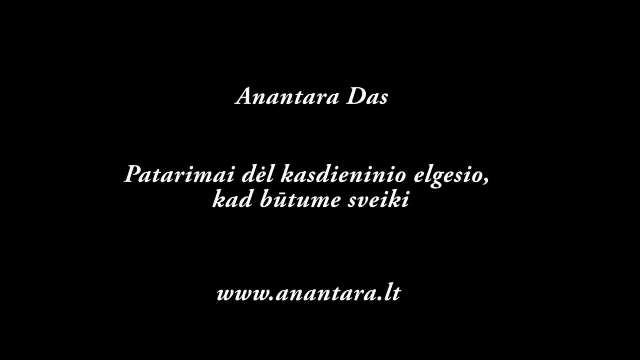 Anantara Das
Patarimai dėl kasdieninio elgesio,
kad būtume sveiki
www.anantara.lt